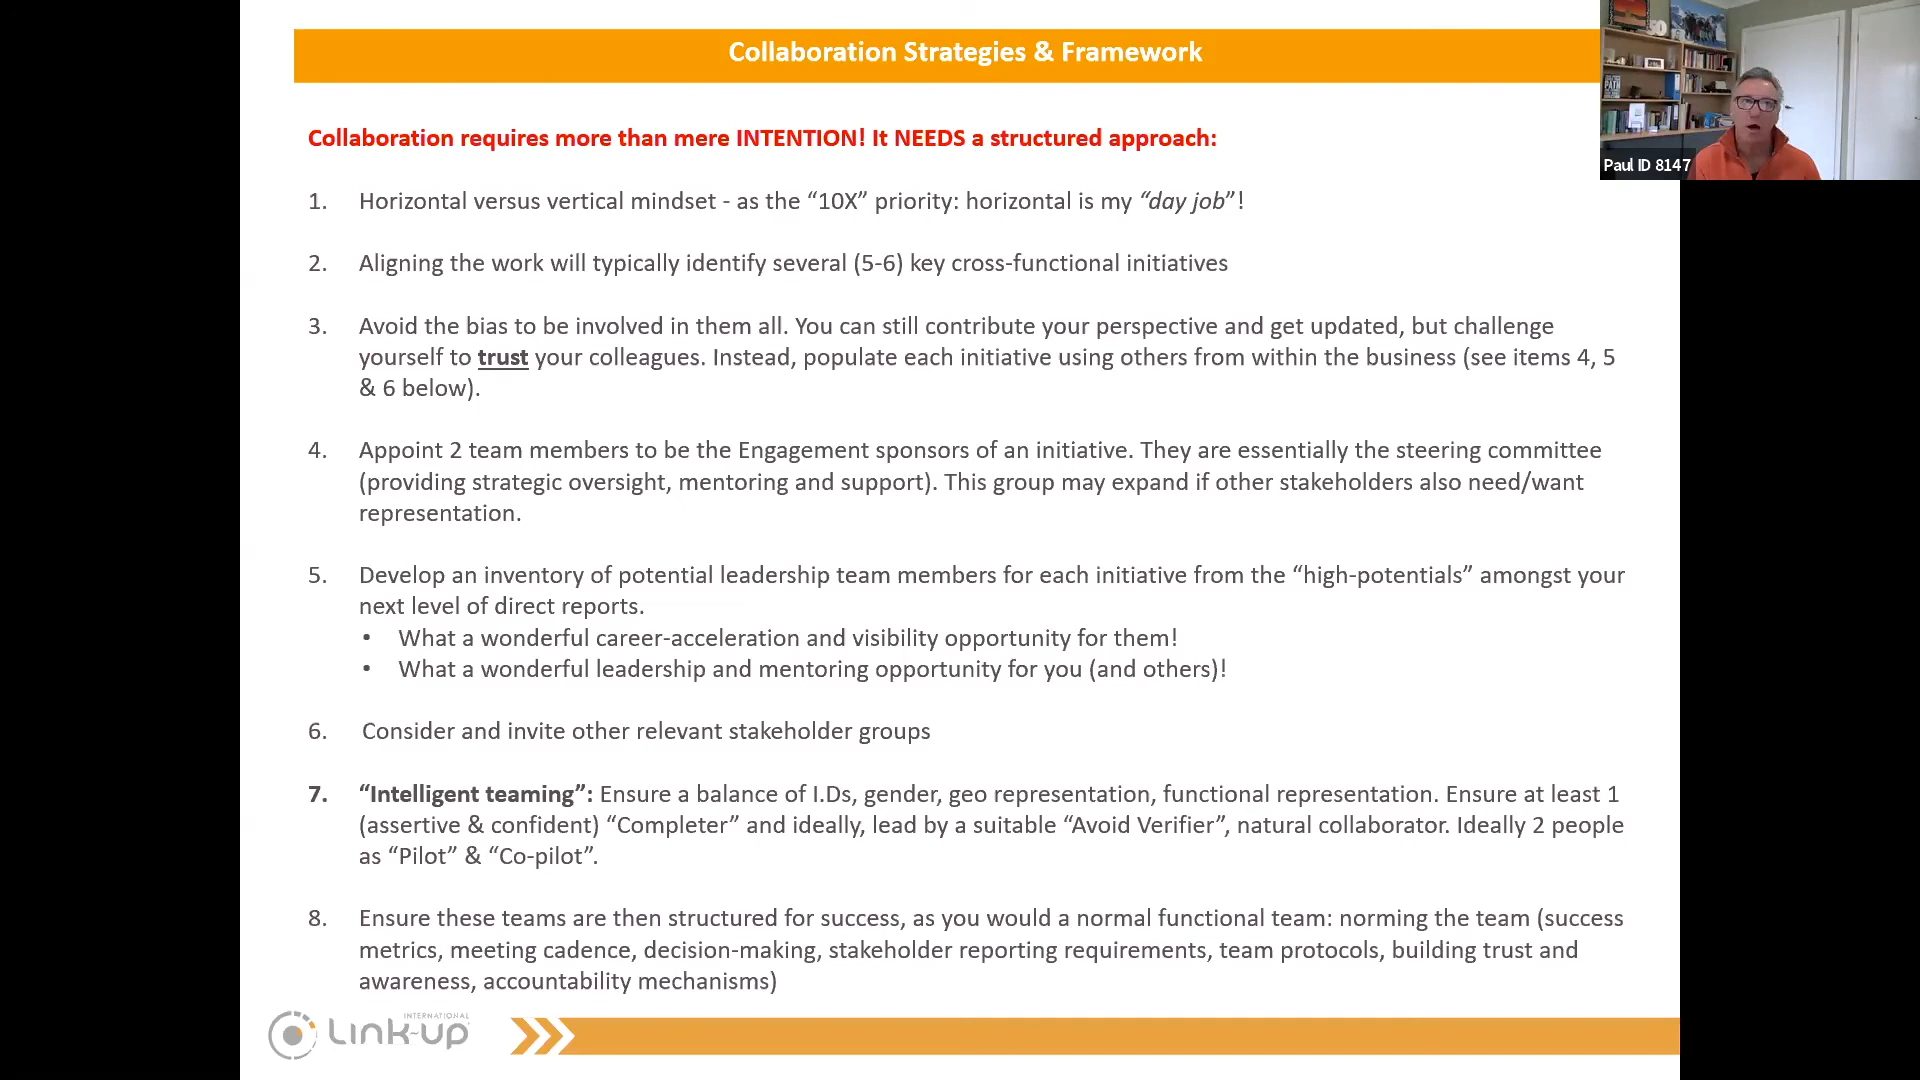 Collaboration Strategies & Framework
Paul ID 8147
Collaboration requires more than mere INTENTION! It NEEDS a structured approach:
1. Horizontal versus vertical mindset - as the “10X” priority: horizontal is my “day job”!
2. Aligning the work will typically identify several (5-6) key cross-functional initiatives
3. Avoid the bias to be involved in them all. You can still contribute your perspective and get updated, but challenge
yourself to trust your colleagues. Instead, populate each initiative using others from within the business (see items 4, 5
& 6 below).
4. Appoint 2 team members to be the Engagement sponsors of an initiative. They are essentially the steering committee
(providing strategic oversight, mentoring and support). This group may expand if other stakeholders also need/want
representation.
5. Develop an inventory of potential leadership team members for each initiative from the “high-potentials” amongst your
next level of direct reports.
• What a wonderful career-acceleration and visibility opportunity for them!
• What a wonderful leadership and mentoring opportunity for you (and others)!
6. Consider and invite other relevant stakeholder groups
7. “Intelligent teaming”: Ensure a balance of I.Ds, gender, geo representation, functional representation. Ensure at least 1
(assertive & confident) “Completer” and ideally, lead by a suitable “Avoid Verifier”, natural collaborator. Ideally 2 people
as “Pilot” & “Co-pilot”.
8. Ensure these teams are then structured for success, as you would a normal functional team: norming the team (success
metrics, meeting cadence, decision-making, stakeholder reporting requirements, team protocols, building trust and
awareness, accountability mechanisms)
INTERNATIONAL
Link-up